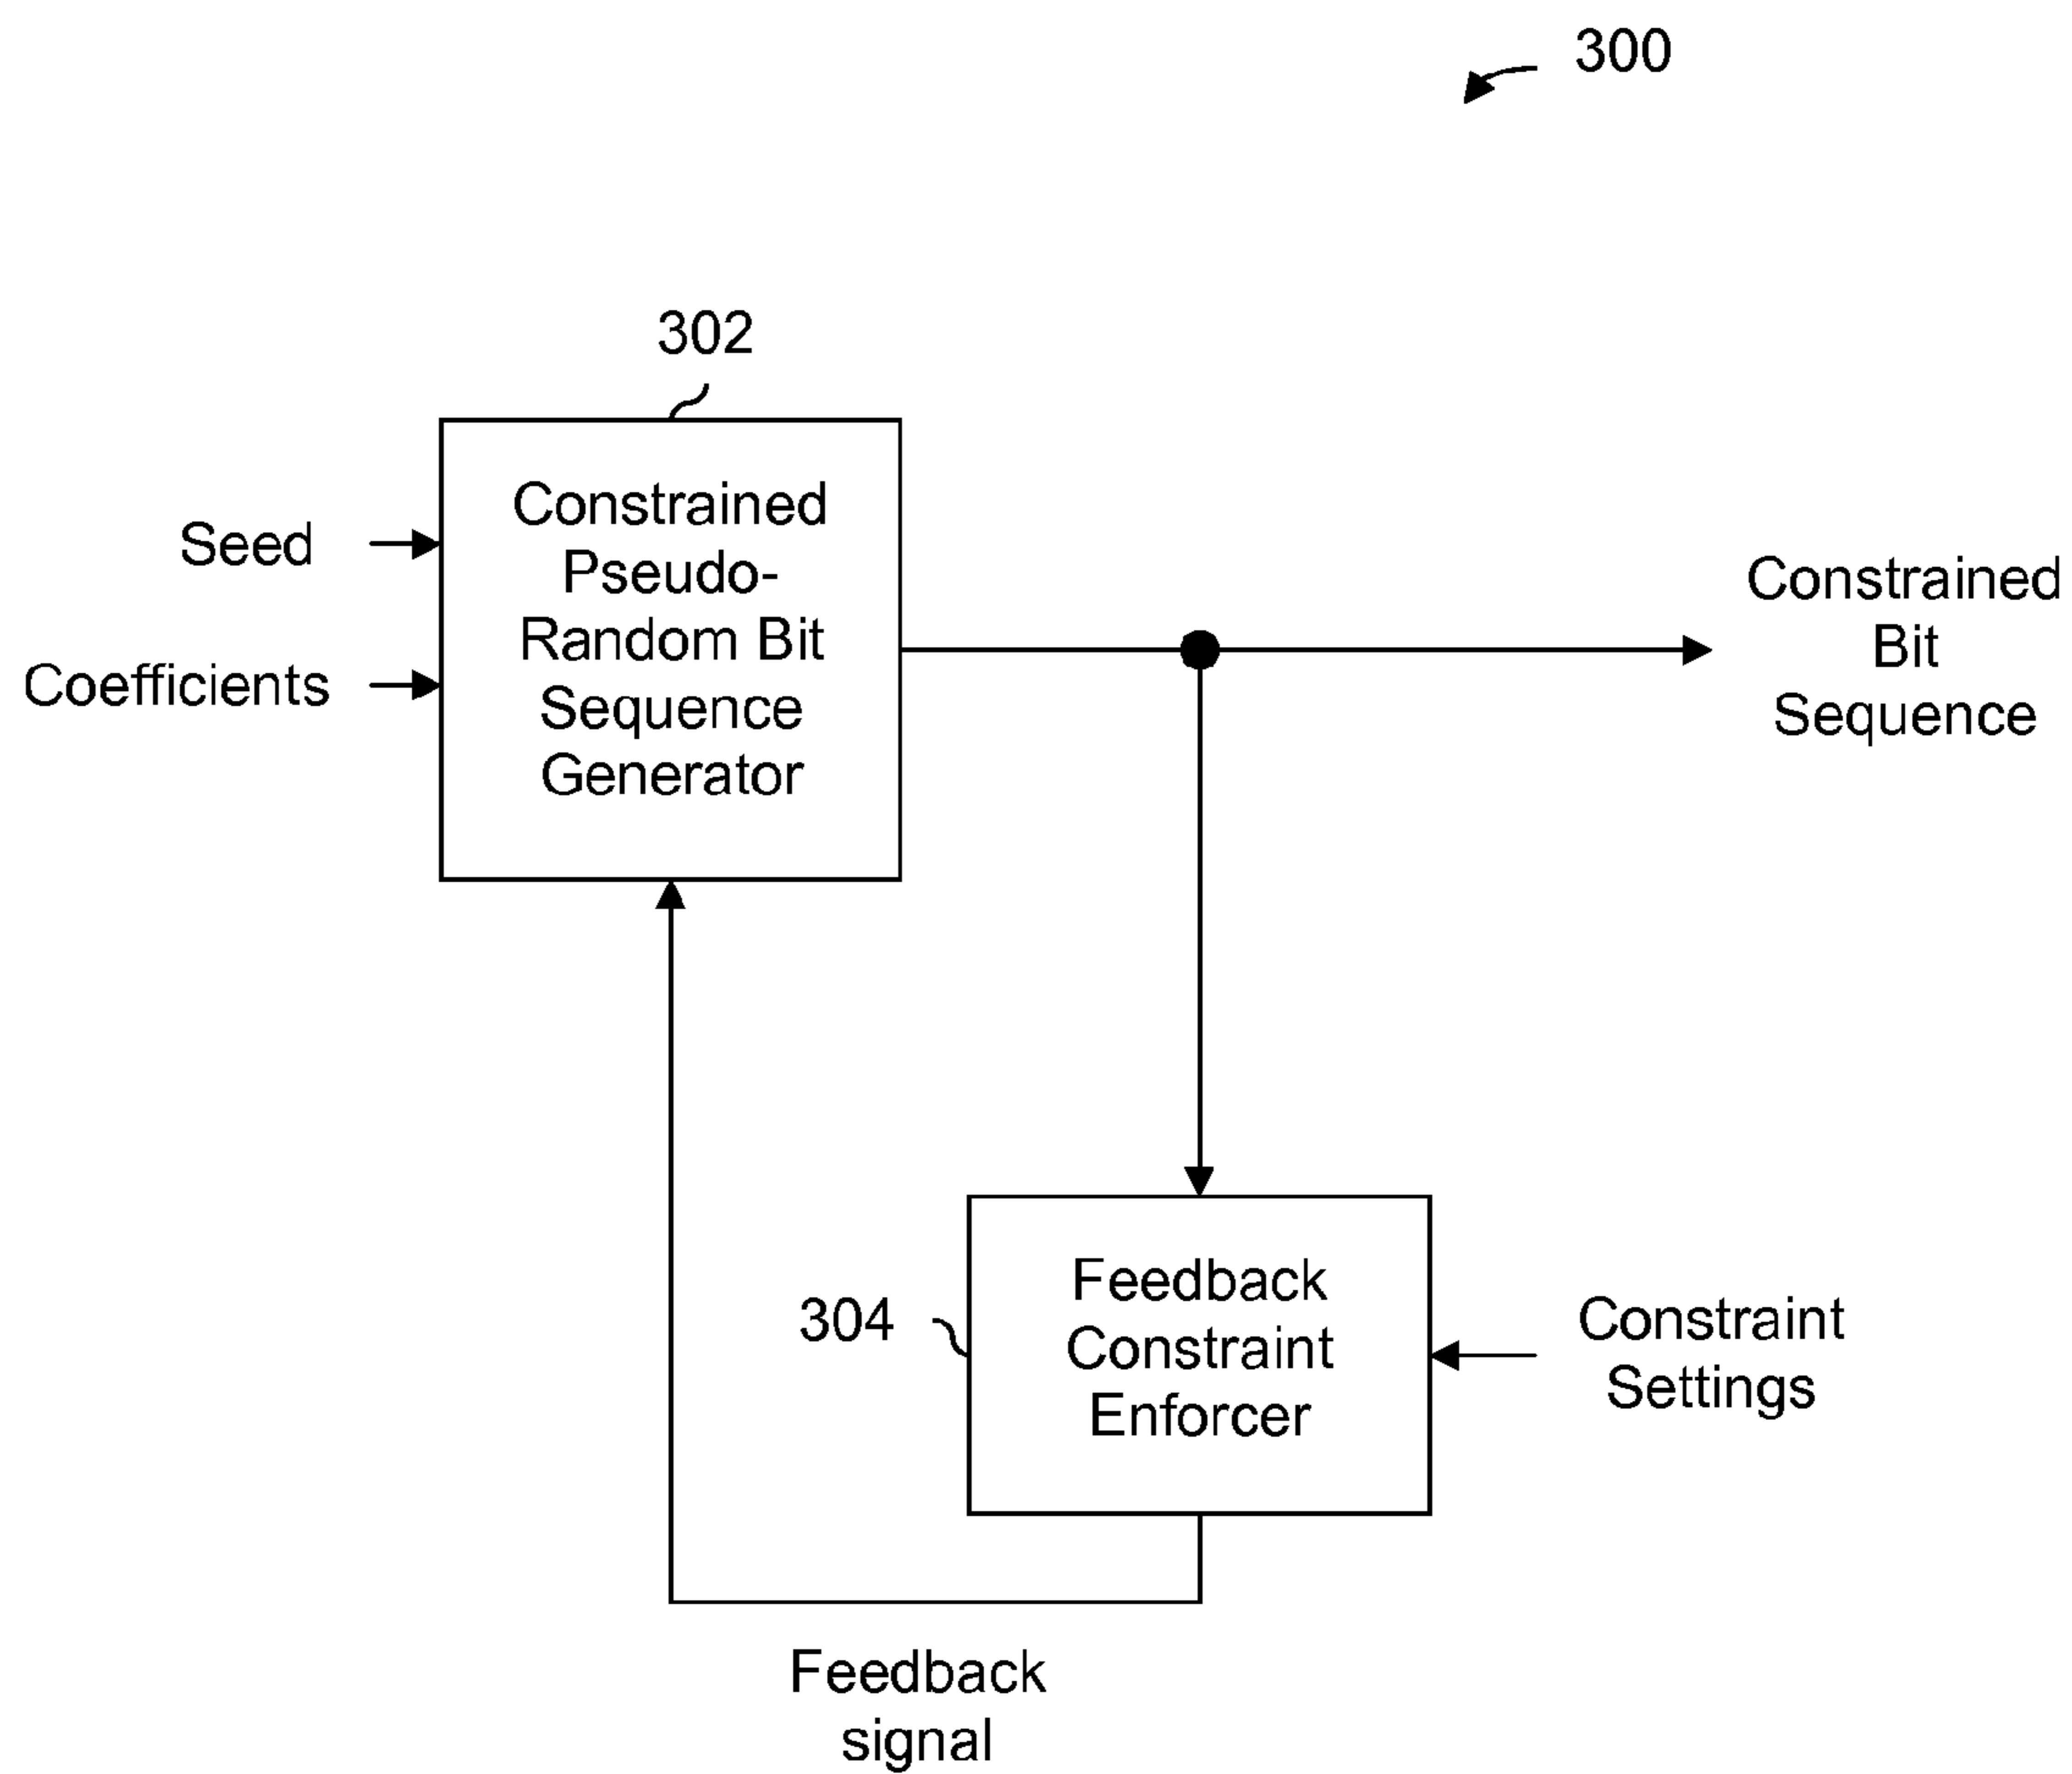 300
302
Constrained
Pseudo-
Random Bit
Sequence
Generator
Seed
Coefficients
Constrained
Bit
Sequence
304
Feedback
Constraint
Enforcer
Constraint
Settings
Feedback
signal